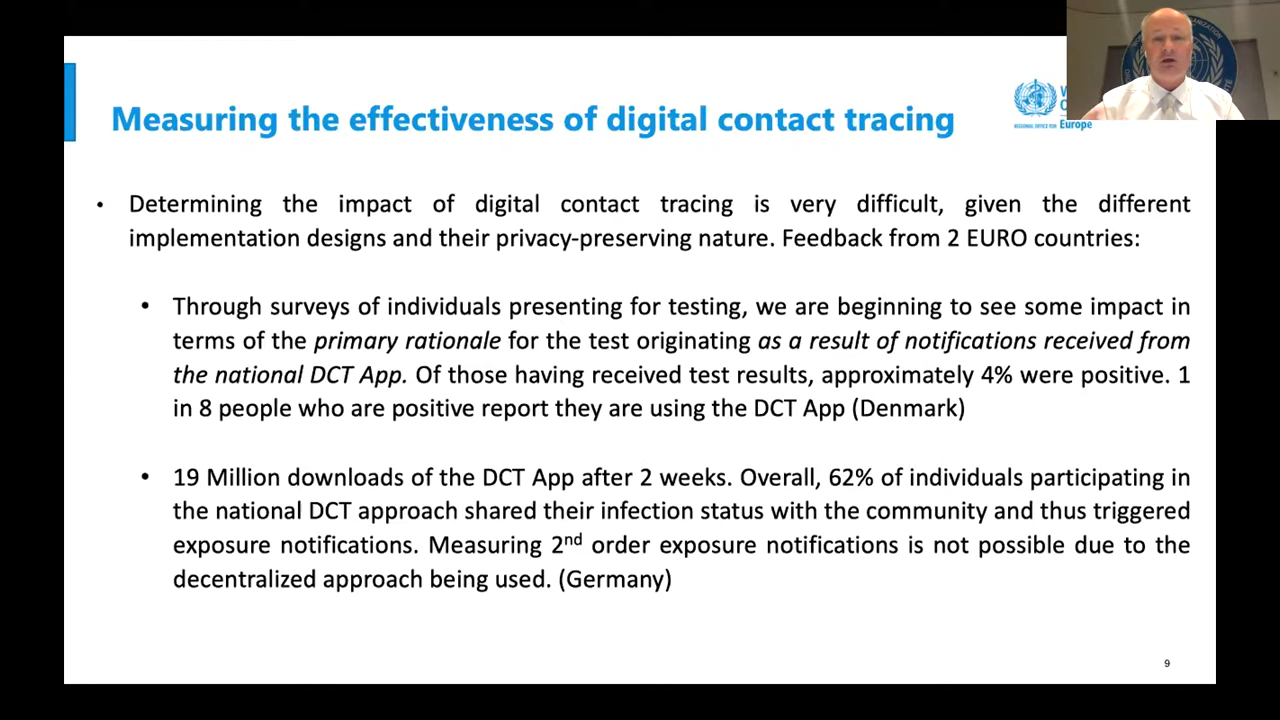 Measuring the effectiveness of digital contact tracing
Europe
• Determining the impact of digital contact tracing is very difficult, given the different
implementation designs and their privacy-preserving nature. Feedback from 2 EURO countries:
• Through surveys of individuals presenting for testing, we are beginning to see some impact in
terms of the primary rationale for the test originating as a result of notifications received from
the national DCT App. Of those having received test results, approximately 4% were positive. 1
in 8 people who are positive report they are using the DCT App (Denmark)
• 19 Million downloads of the DCT App after 2 weeks. Overall, 62% of individuals participating in
the national DCT approach shared their infection status with the community and thus triggered
exposure notifications. Measuring 2nd order exposure notifications is not possible due to the
decentralized approach being used. (Germany)
9